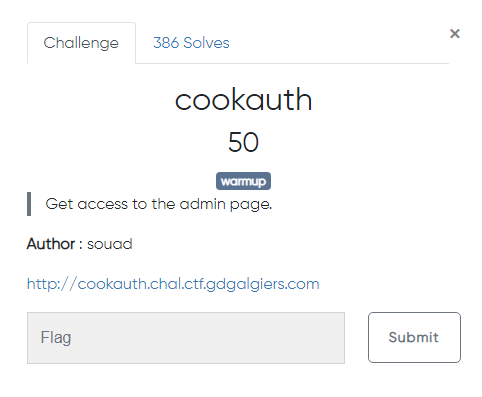 Challenge
386 Solves
×
cookauth
50
warmup
Get access to the admin page.
Author : souad
http://cookauth.chal.ctf.gdgalgiers.com
Flag
Submit